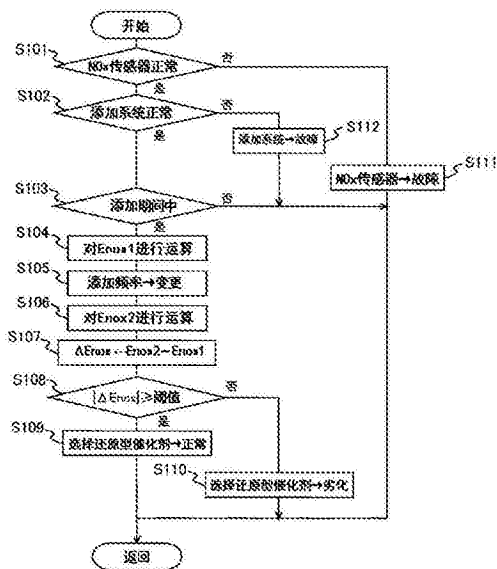 开始
S101
NOx传感器正常
否
是
S102
添加系统正常
否
是
S112
添加系统→故障
S111
NOx传感器→故障
S103
添加期间中
否
是
S104
对Enox1进行运算
S105
添加频率→变更
S106
对Enox2进行运算
S107
ΔEnox←Enox2-Enox1
S108
|ΔEnox|≥阈值
否
是
S109
选择还原型催化剂→正常
S110
选择还原型催化剂→劣化
返回